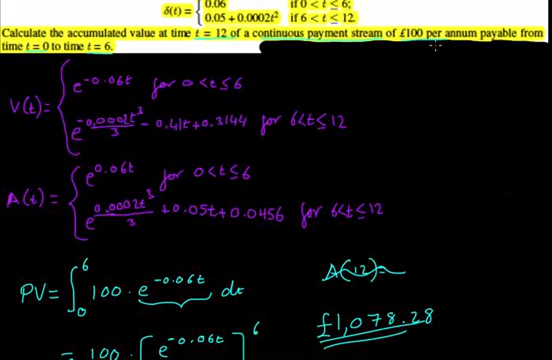 δ(t) = { 0.06 if 0 < t ≤ 6;
0.05 + 0.0002t² if 6 < t ≤ 12.
Calculate the accumulated value at time t = 12 of a continuous payment stream of £100 per annum payable from
time t = 0 to time t = 6.
V(t) = { e^{-0.06t} for 0<t≤6
e^{-0.0002t³/3 - 0.41t + 0.3144} for 6<t≤12
A(t) = { e^{0.06t} for 0<t≤6
e^{0.0002t³/3 + 0.05t + 0.0456} for 6<t≤12
PV = ∫₀⁶ 100 · e^{-0.06t} dt
A(12)=
£1,078.28
= 100 [ e^{-0.06t} ]⁶